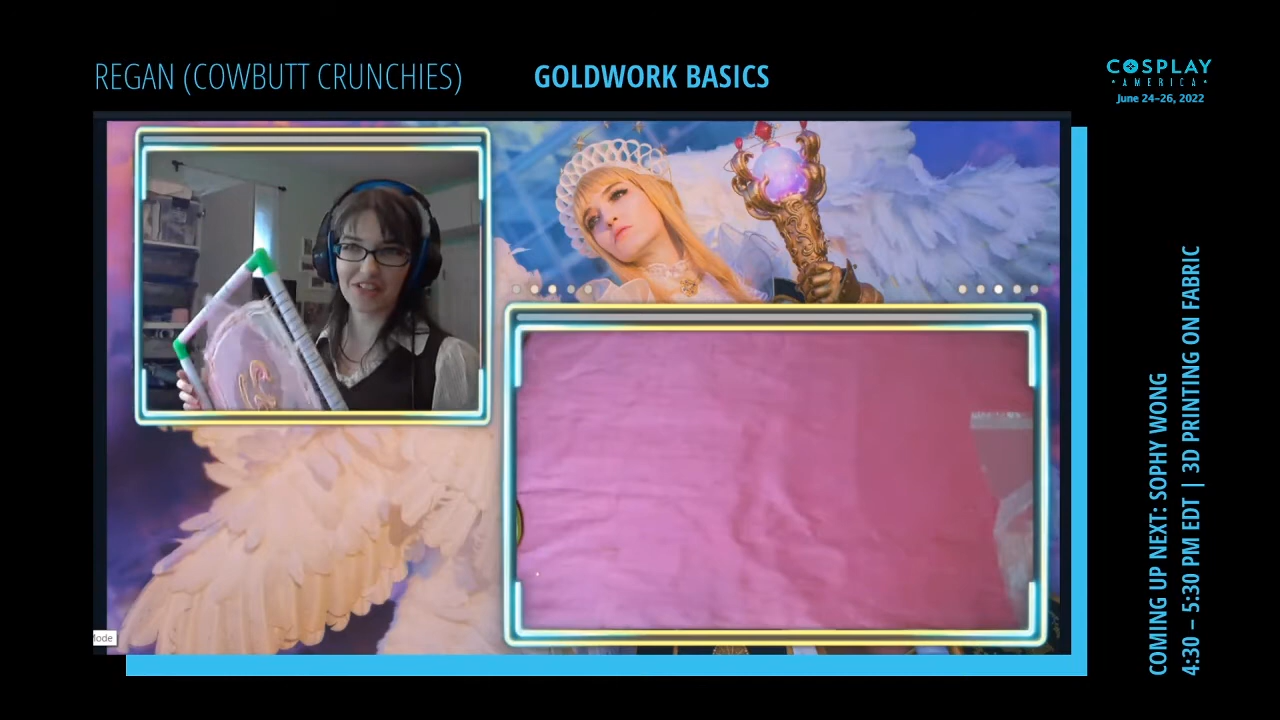 REGAN (COWBUTT CRUNCHIES)
GOLDWORK BASICS
COSPLAY
AMERICA
June 24-26, 2022
COMING UP NEXT: SOPHY WONG
4:30 – 5:30 PM EDT | 3D PRINTING ON FABRIC